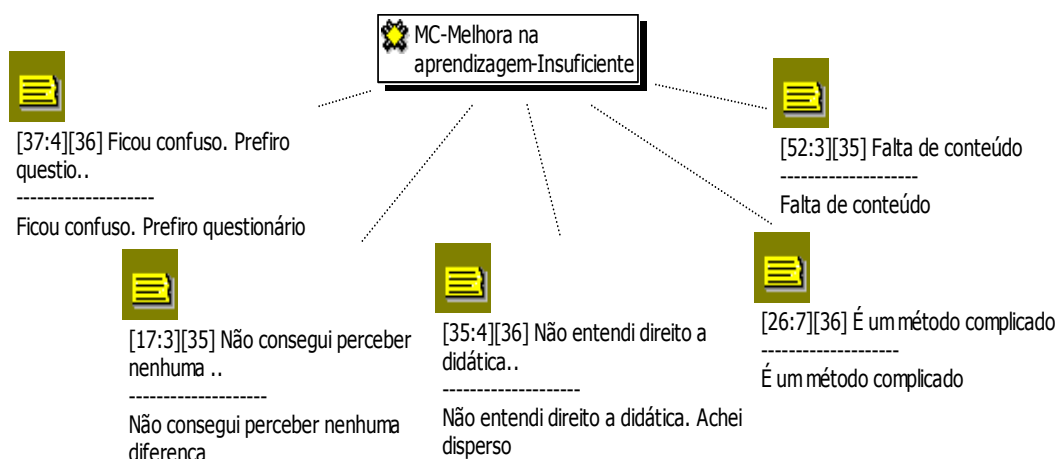 MC-Melhora na
aprendizagem-Insuficiente
[37:4][36] Ficou confuso. Prefiro
questio..
--------------------
Ficou confuso. Prefiro questionário
[52:3][35] Falta de conteúdo
--------------------
Falta de conteúdo
[17:3][35] Não consegui perceber
nenhuma ..
--------------------
Não consegui perceber nenhuma
diferença
[35:4][36] Não entendi direito a
didática..
--------------------
Não entendi direito a didática. Achei
disperso
[26:7][36] É um método complicado
--------------------
É um método complicado